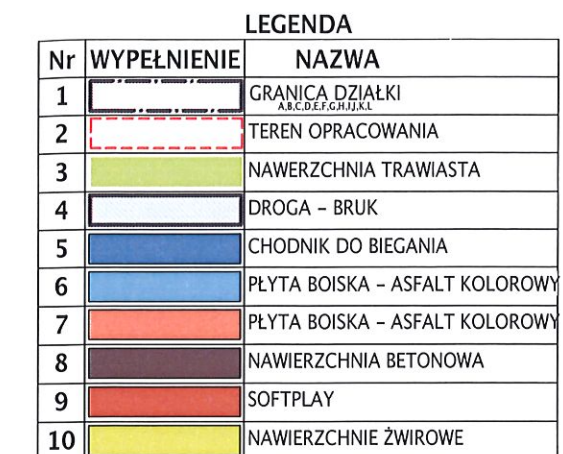 LEGENDA
Nr WYPEŁNIENIE NAZWA
1 GRANICA DZIAŁKI
A,B,C,D,E,F,G,H,I,J,K,L
2 TEREN OPRACOWANIA
3 NAWERZCHNIA TRAWIASTA
4 DROGA – BRUK
5 CHODNIK DO BIEGANIA
6 PŁYTA BOISKA – ASFALT KOLOROWY
7 PŁYTA BOISKA – ASFALT KOLOROWY
8 NAWIERZCHNIA BETONOWA
9 SOFTPLAY
10 NAWIERZCHNIE ŻWIROWE